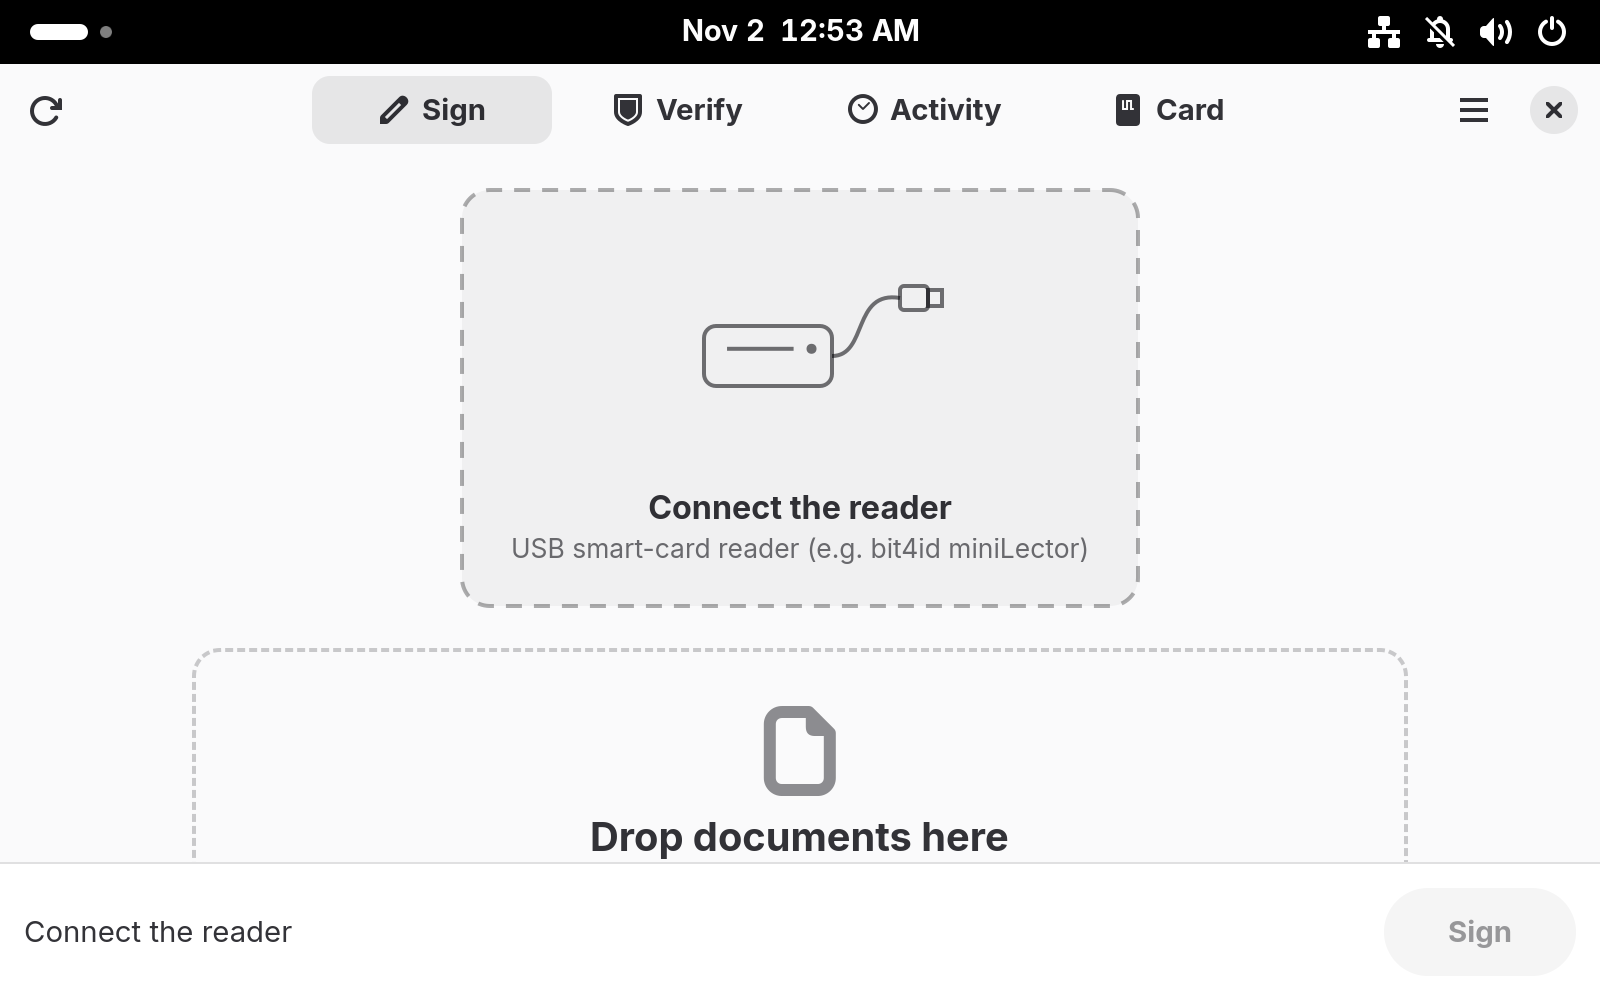 Nov 2  12:53 AM
Sign
Verify
Activity
Card
Connect the reader
USB smart-card reader (e.g. bit4id miniLector)
Drop documents here
Connect the reader
Sign